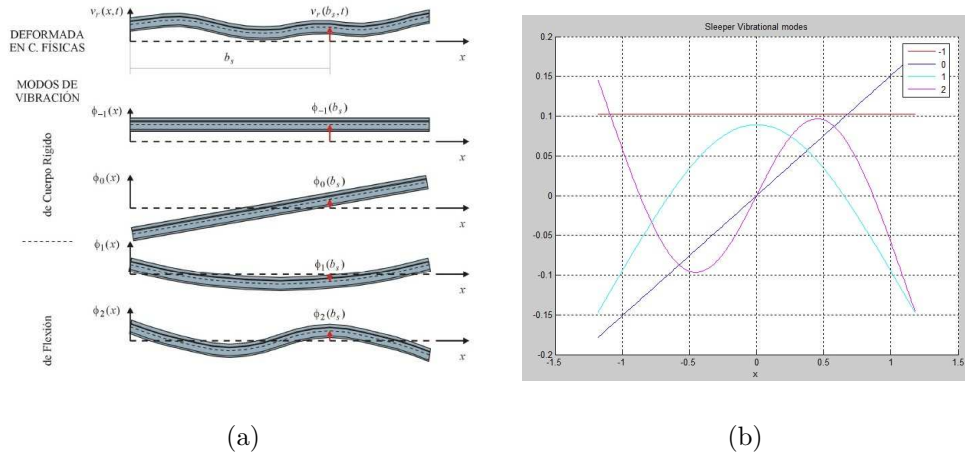 v_r(x,t)
v_r(b_s,t)
DEFORMADA
EN C. FÍSICAS
x
b_s
MODOS DE
VIBRACIÓN
ϕ_{-1}(x)
ϕ_{-1}(b_s)
x
ϕ_0(x)
ϕ_0(b_s)
x
de Cuerpo Rígido
ϕ_1(x)
ϕ_1(b_s)
x
ϕ_2(x)
ϕ_2(b_s)
x
de Flexión
(a)
Sleeper Vibrational modes
0.2
0.15
0.1
0.05
0
-0.05
-0.1
-0.15
-0.2
-1.5
-1
-0.5
0
0.5
1
1.5
x
-1
0
1
2
(b)